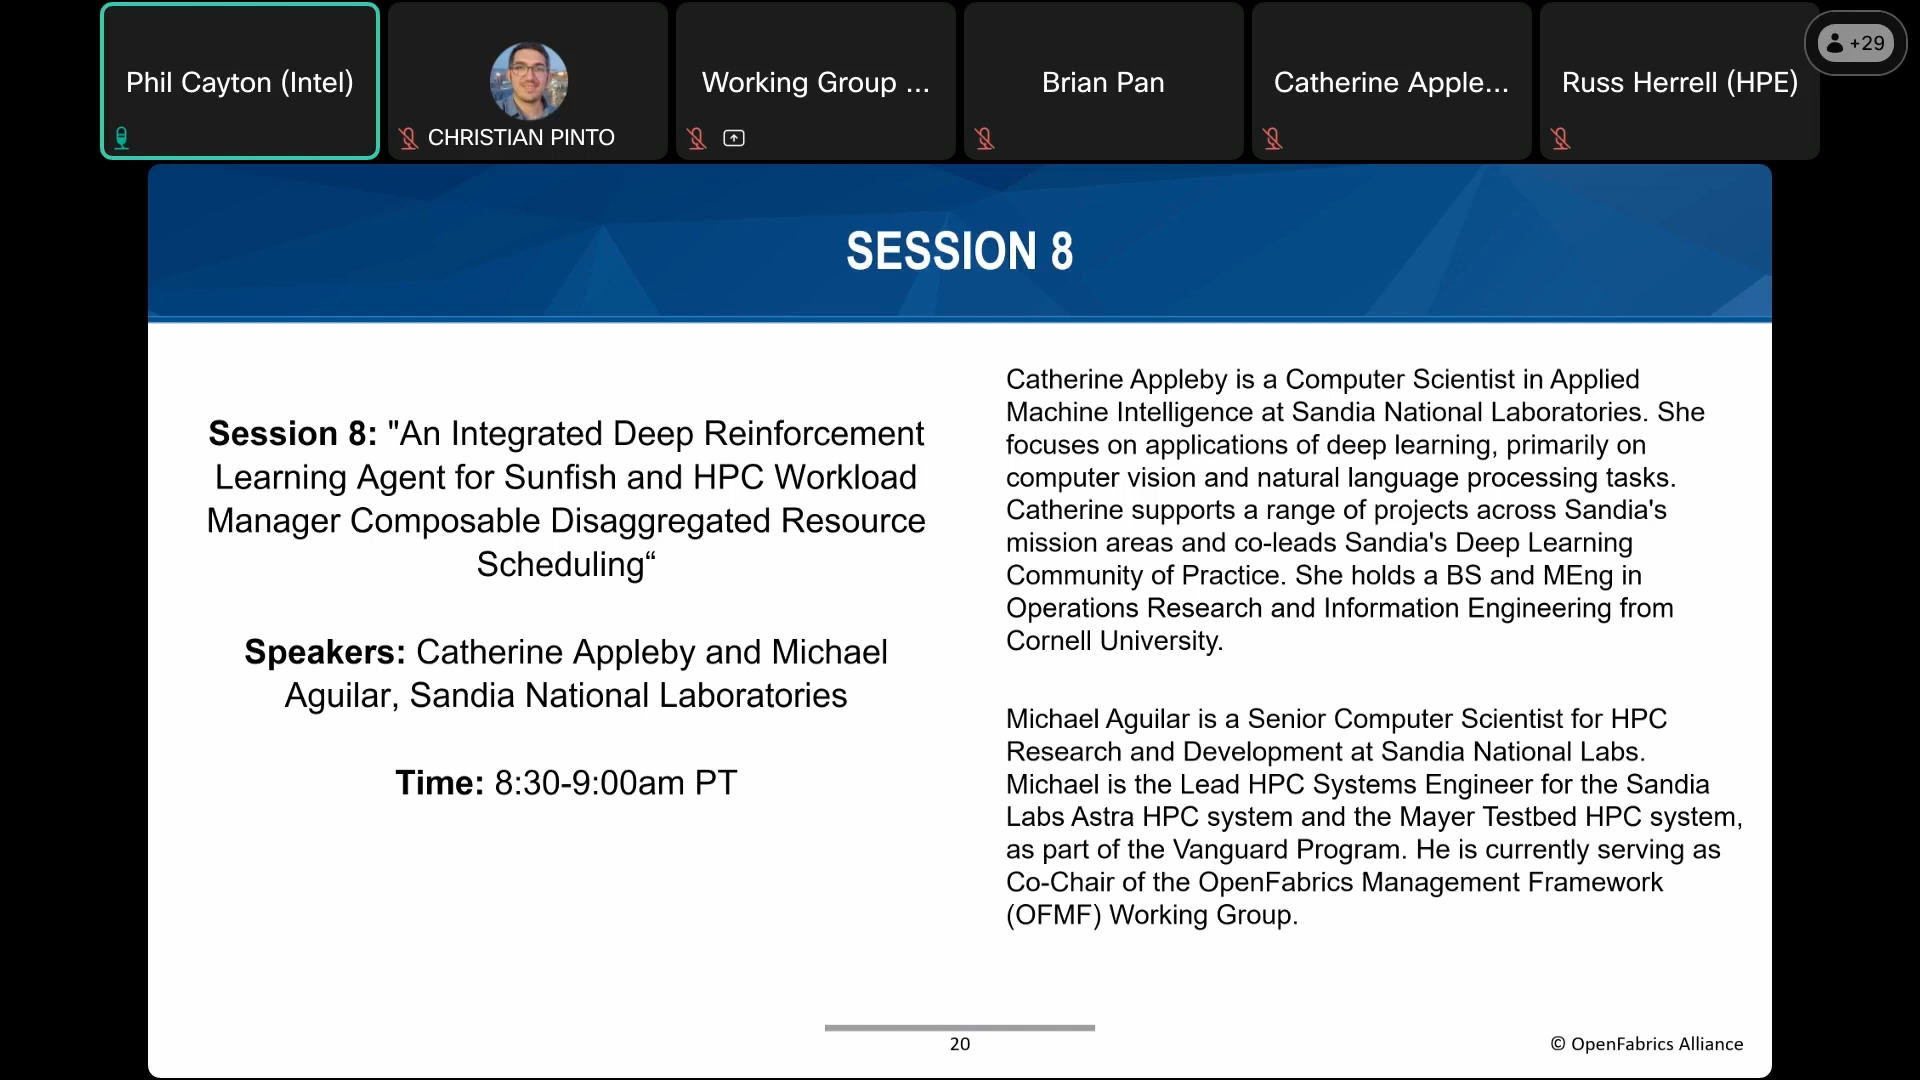 Phil Cayton (Intel)
CHRISTIAN PINTO
Working Group ...
Brian Pan
Catherine Apple...
Russ Herrell (HPE)
+29
SESSION 8
Session 8: "An Integrated Deep Reinforcement
Learning Agent for Sunfish and HPC Workload
Manager Composable Disaggregated Resource
Scheduling“
Speakers: Catherine Appleby and Michael
Aguilar, Sandia National Laboratories
Time: 8:30-9:00am PT
Catherine Appleby is a Computer Scientist in Applied
Machine Intelligence at Sandia National Laboratories. She
focuses on applications of deep learning, primarily on
computer vision and natural language processing tasks.
Catherine supports a range of projects across Sandia's
mission areas and co-leads Sandia's Deep Learning
Community of Practice. She holds a BS and MEng in
Operations Research and Information Engineering from
Cornell University.
Michael Aguilar is a Senior Computer Scientist for HPC
Research and Development at Sandia National Labs.
Michael is the Lead HPC Systems Engineer for the Sandia
Labs Astra HPC system and the Mayer Testbed HPC system,
as part of the Vanguard Program. He is currently serving as
Co-Chair of the OpenFabrics Management Framework
(OFMF) Working Group.
20
© OpenFabrics Alliance